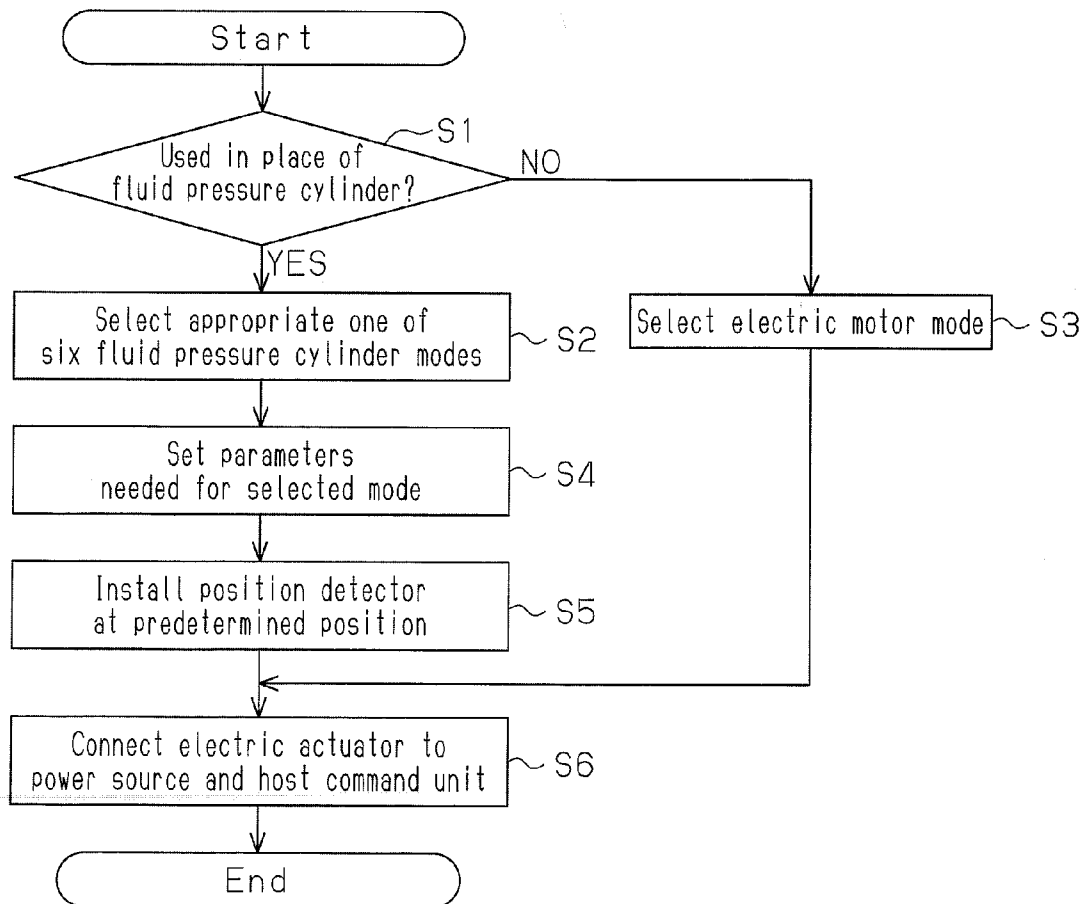 Start
S1
Used in place of
fluid pressure cylinder?
NO
YES
Select appropriate one of
six fluid pressure cylinder modes
S2
Select electric motor mode
S3
Set parameters
needed for selected mode
S4
Install position detector
at predetermined position
S5
Connect electric actuator to
power source and host command unit
S6
End